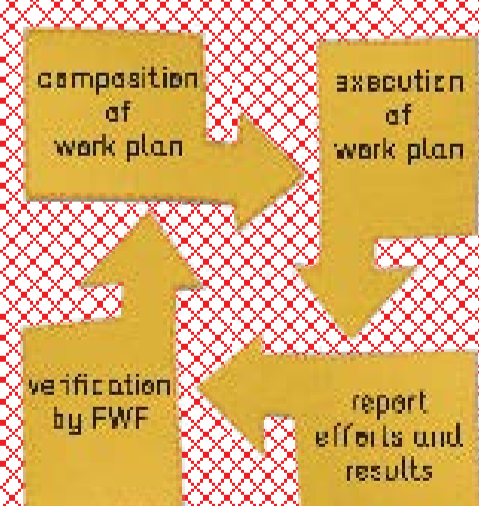 composition
of
work plan
execution
of
work plan
report
efforts and
results
verification
by FWF